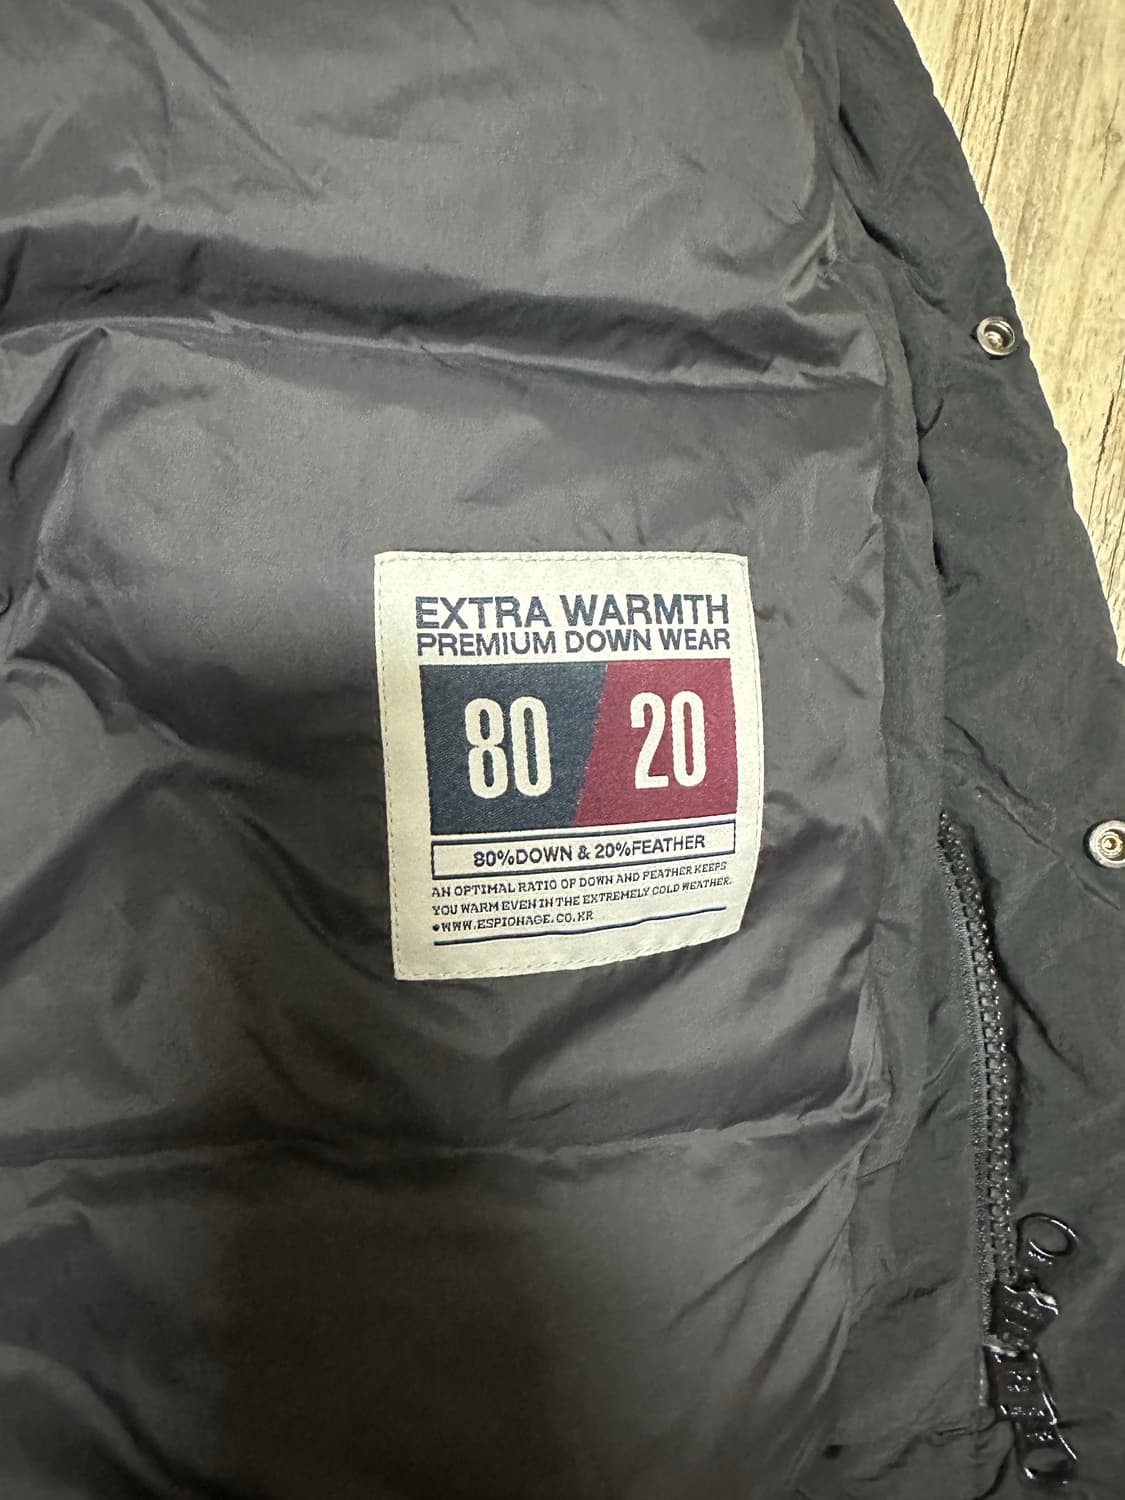 EXTRA WARMTH
PREMIUM DOWN WEAR
80 20
80%DOWN & 20%FEATHER
AN OPTIMAL RATIO OF DOWN AND FEATHER KEEPS
YOU WARM EVEN IN THE EXTREMELY COLD WEATHER.
•WWW.ESPIONAGE.CO.KR